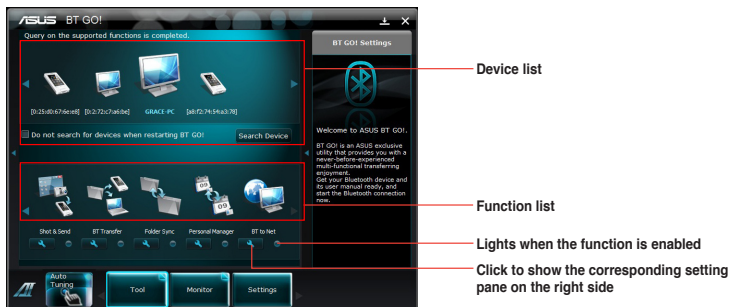 ASUS BT GO!
Query on the supported functions is completed.
BT GO! Settings
Device list
[0:25:d0:67:6e:e8] [0:2:72:c7:a6:be] GRACE-PC [a8:f2:74:54:a3:78]
Do not search for devices when restarting BT GO!
Search Device
Welcome to ASUS BT GO!.
BT GO! is an ASUS exclusive
utility that provides you with a
never-before-experienced
multi-functional transferring
enjoyment.
Get your Bluetooth device and
its user manual ready, and
start the Bluetooth connection
now.
09
09
Function list
Shot & Send BT Transfer Folder Sync Personal Manager BT to Net
Lights when the function is enabled
Click to show the corresponding setting
pane on the right side
Auto
Tuning
Tool Monitor Settings